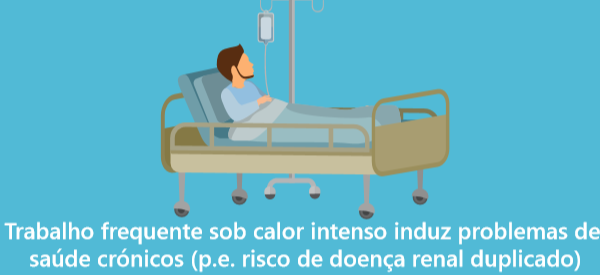 Trabalho frequente sob calor intenso induz problemas de
saúde crónicos (p.e. risco de doença renal duplicado)